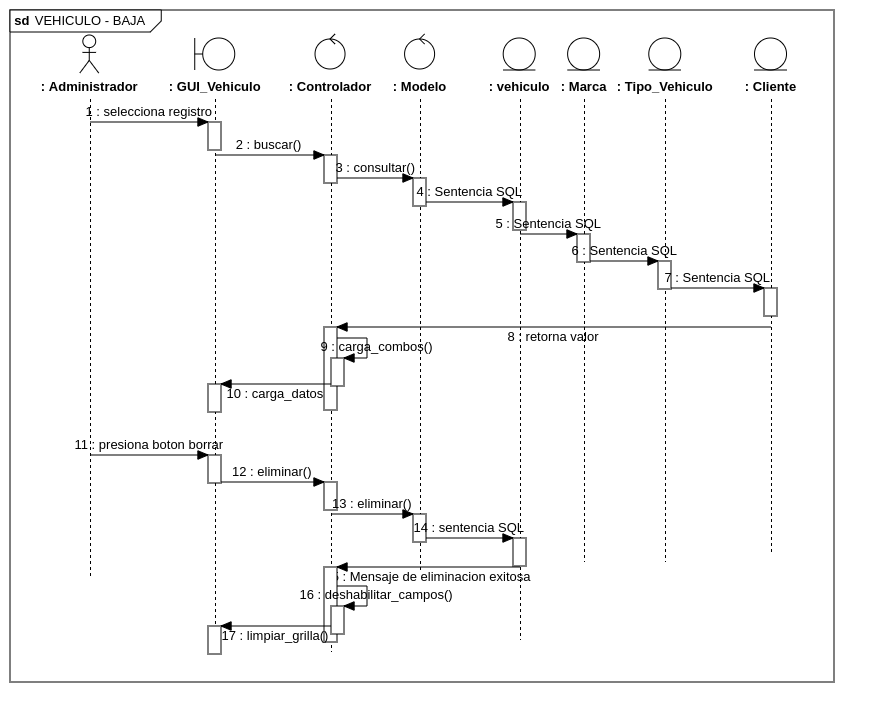 sd VEHICULO - BAJA
: Administrador
: GUI_Vehiculo
: Controlador
: Modelo
: vehiculo
: Marca
: Tipo_Vehiculo
: Cliente
1 : selecciona registro
2 : buscar()
3 : consultar()
4 : Sentencia SQL
5 : Sentencia SQL
6 : Sentencia SQL
7 : Sentencia SQL
8 : retorna valor
9 : carga_combos()
10 : carga_datos
11 : presiona boton borrar
12 : eliminar()
13 : eliminar()
14 : sentencia SQL
: Mensaje de eliminacion exitosa
16 : deshabilitar_campos()
17 : limpiar_grilla()